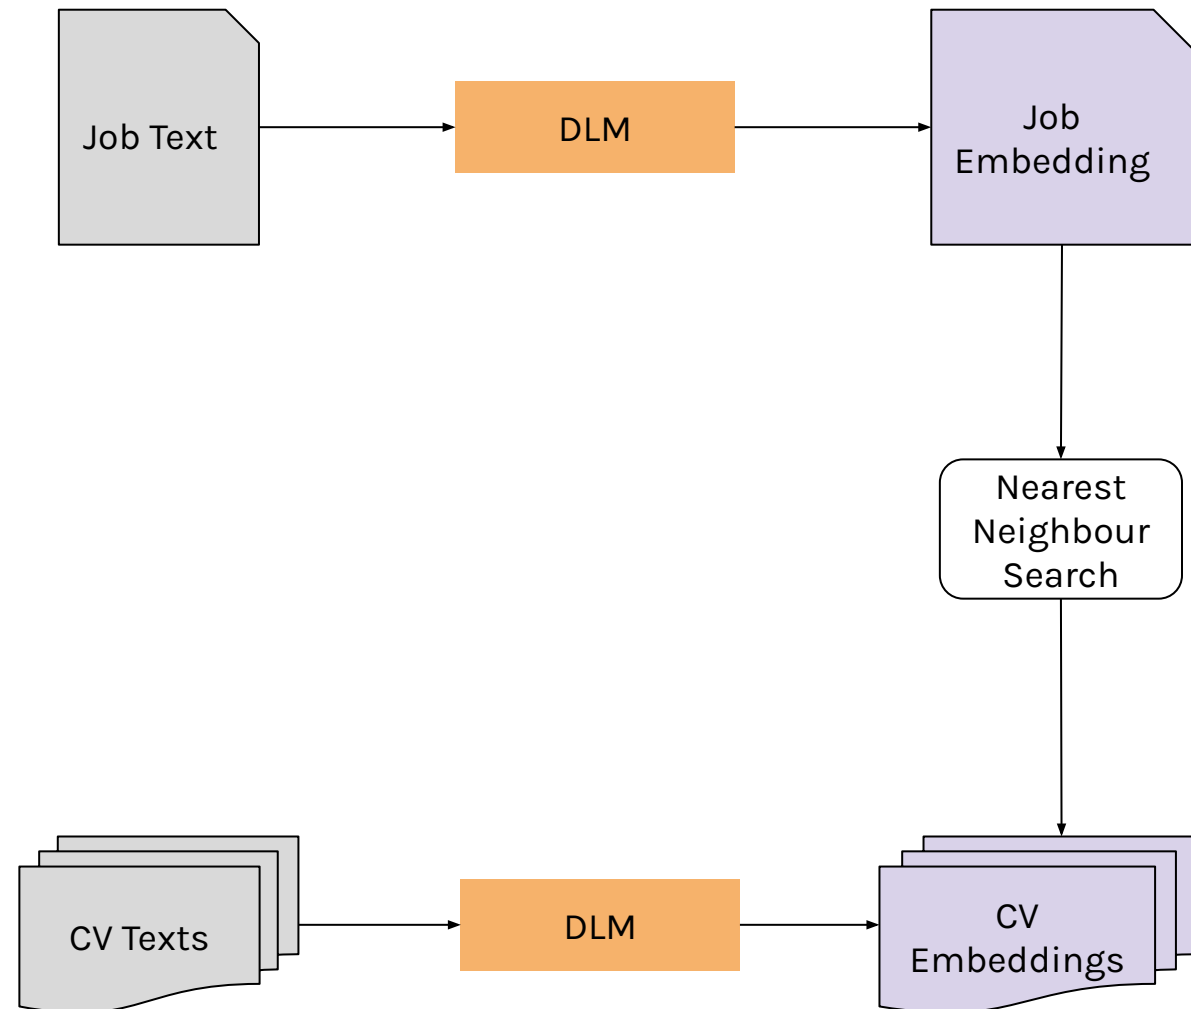 Job Text
DLM
Job
Embedding
Nearest
Neighbour
Search
CV Texts
DLM
CV
Embeddings